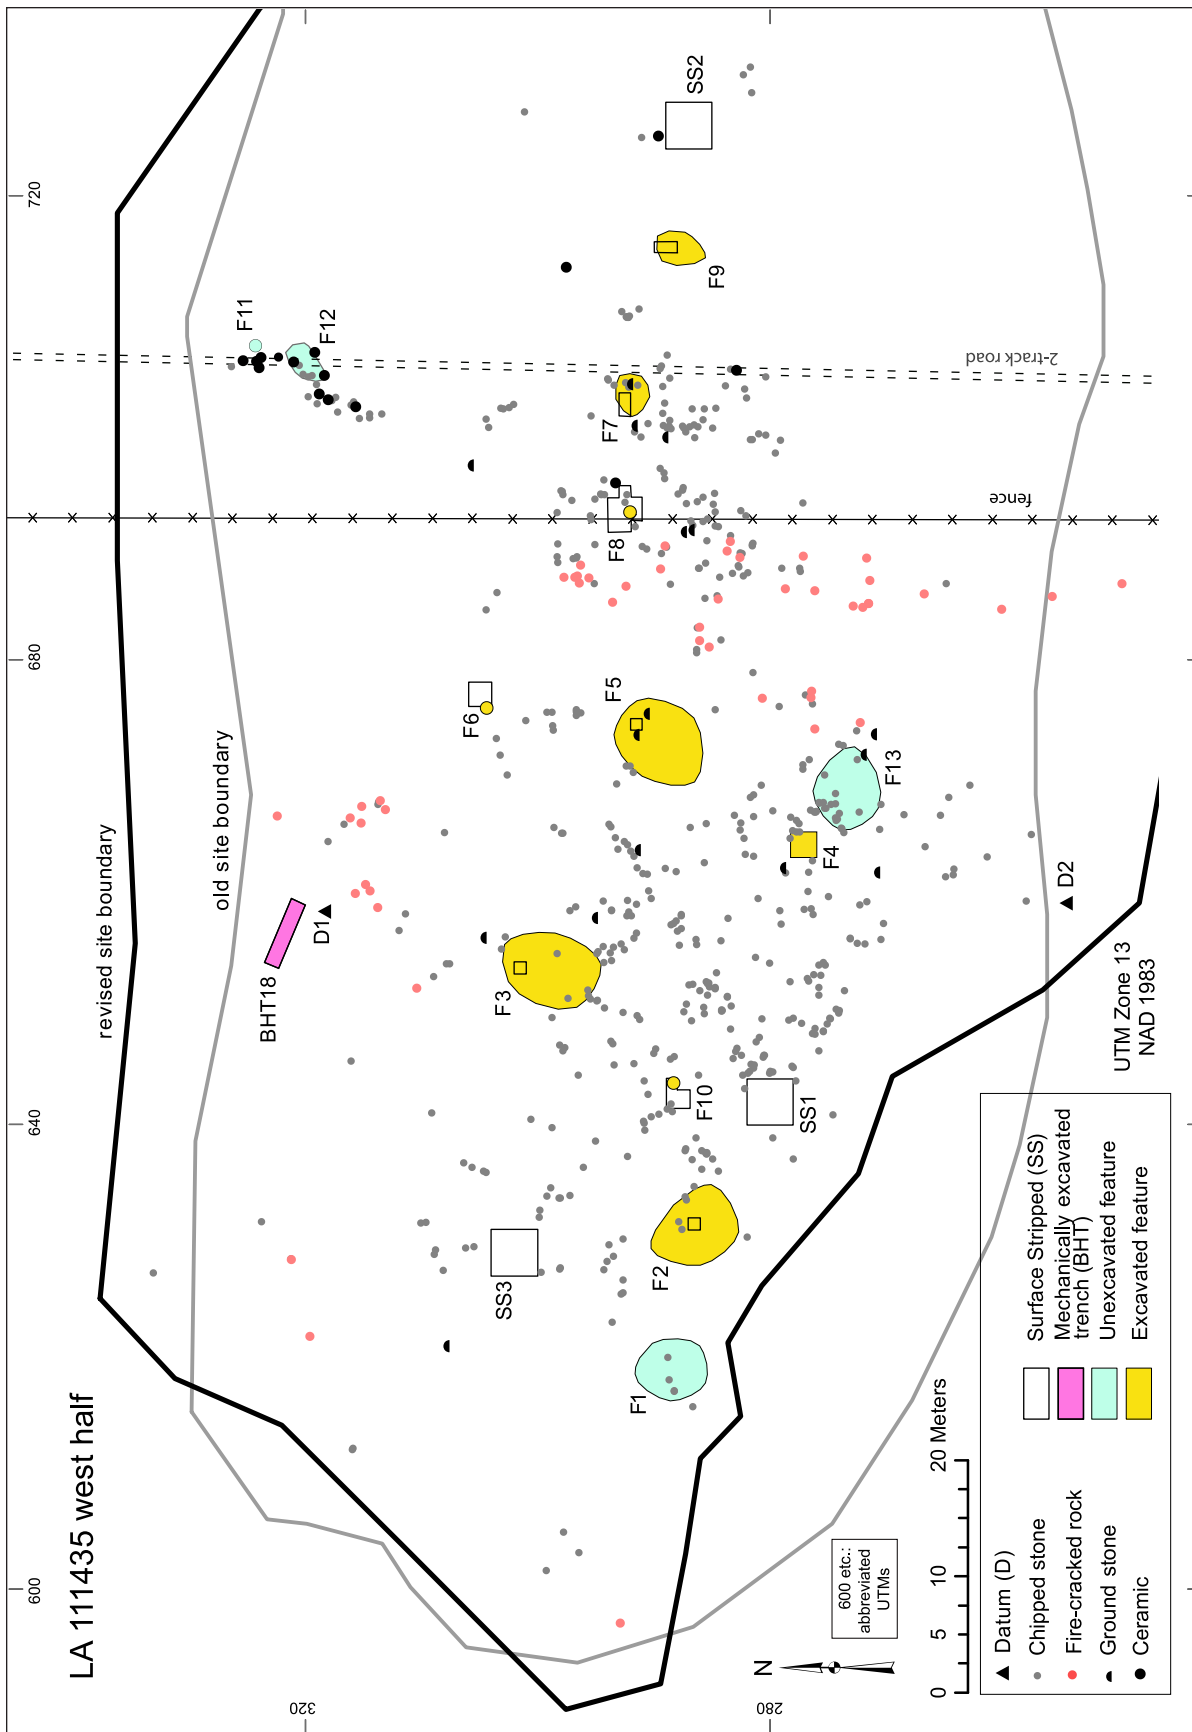 LA 111435 west half
revised site boundary
old site boundary
BHT18
D1
F11
F12
F6
F3
SS3
F5
F8
F7
F9
SS2
F10
F2
F1
SS1
F4
F13
D2
fence
2-track road
600
640
680
720
320
280
N
600 etc.:
abbreviated
UTMs
0
5
10
20 Meters
UTM Zone 13
NAD 1983
Datum (D)
Chipped stone
Fire-cracked rock
Ground stone
Ceramic
Surface Stripped (SS)
Mechanically excavated
trench (BHT)
Unexcavated feature
Excavated feature